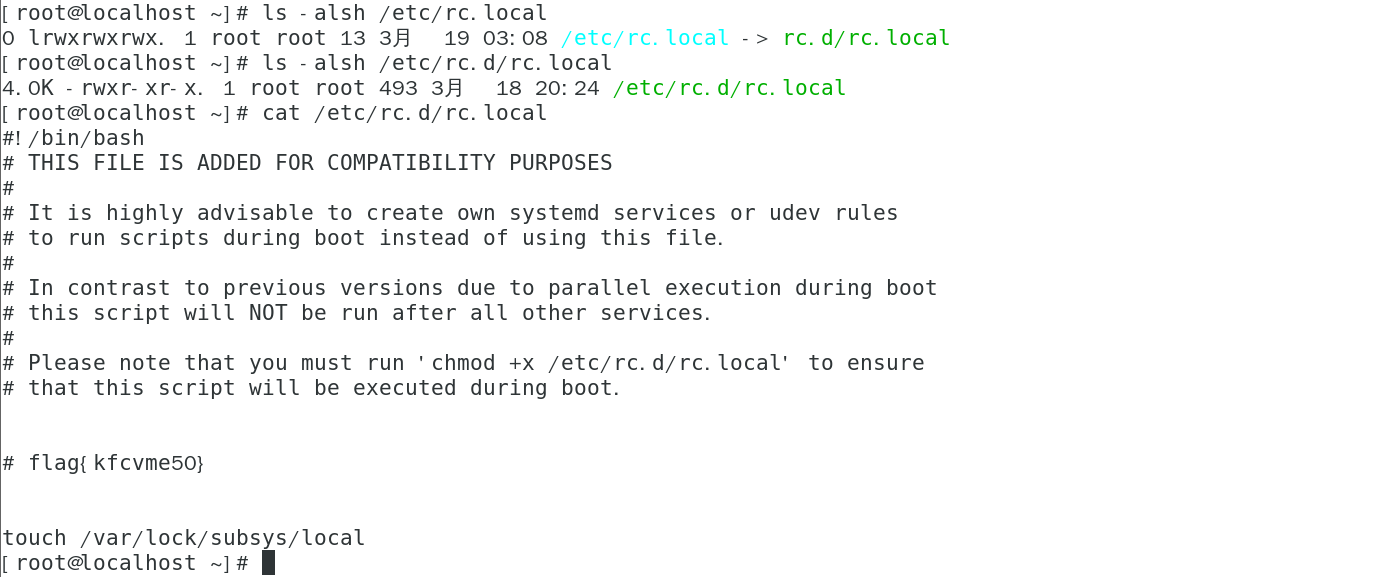 [root@localhost ~]# ls -alsh /etc/rc.local
0 lrwxrwxrwx. 1 root root 13 3月  19 03:08 /etc/rc.local -> rc.d/rc.local
[root@localhost ~]# ls -alsh /etc/rc.d/rc.local
4.0K -rwxr-xr-x. 1 root root 493 3月  18 20:24 /etc/rc.d/rc.local
[root@localhost ~]# cat /etc/rc.d/rc.local
#!/bin/bash
# THIS FILE IS ADDED FOR COMPATIBILITY PURPOSES
#
# It is highly advisable to create own systemd services or udev rules
# to run scripts during boot instead of using this file.
#
# In contrast to previous versions due to parallel execution during boot
# this script will NOT be run after all other services.
#
# Please note that you must run 'chmod +x /etc/rc.d/rc.local' to ensure
# that this script will be executed during boot.
# flag{kfcvme50}
touch /var/lock/subsys/local
[root@localhost ~]#